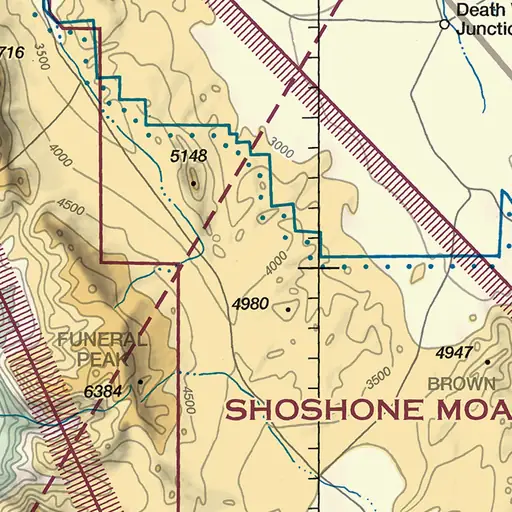 Death V
Junctio
716
3500
3000
5148
4000
4500
4000
4980
FUNERAL
PEAK
4947
6384
3500
BROWN
4500
SHOSHONE MOA